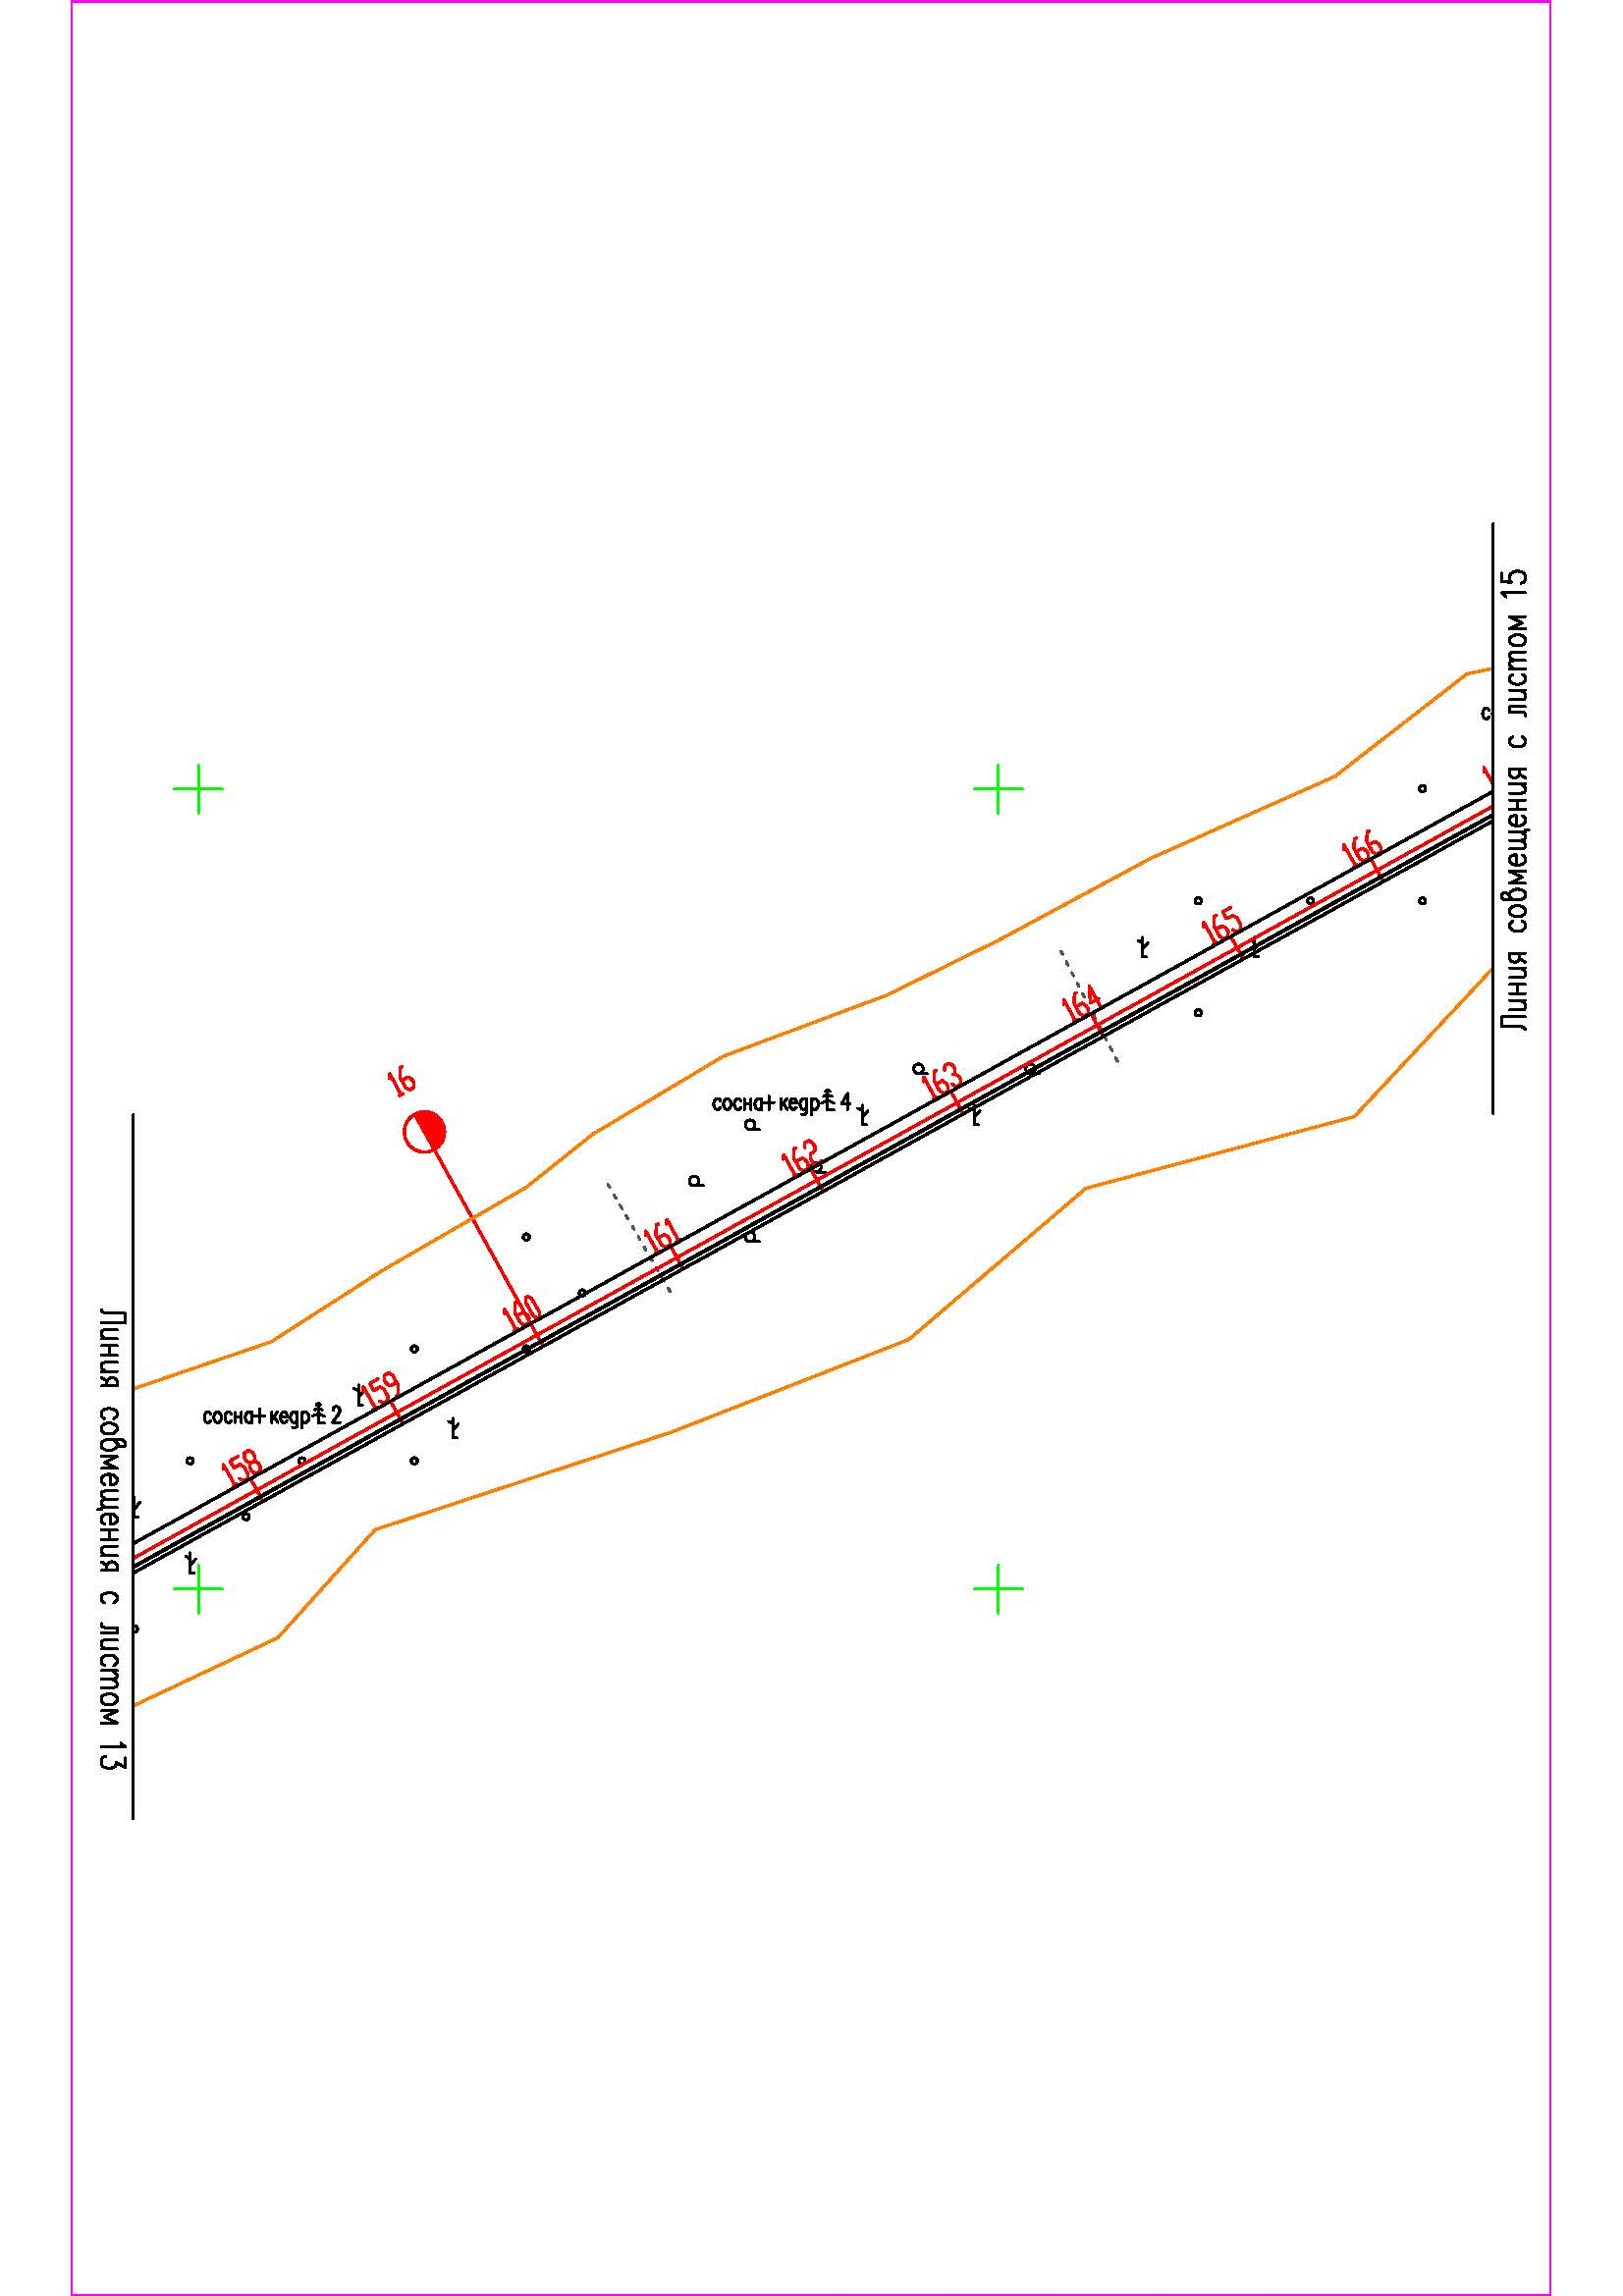 Линия совмещения с листом 15
166
165
164
163
сосна+кедр 4
162
161
16
160
159
сосна+кедр 2
158
Линия совмещения с листом 13